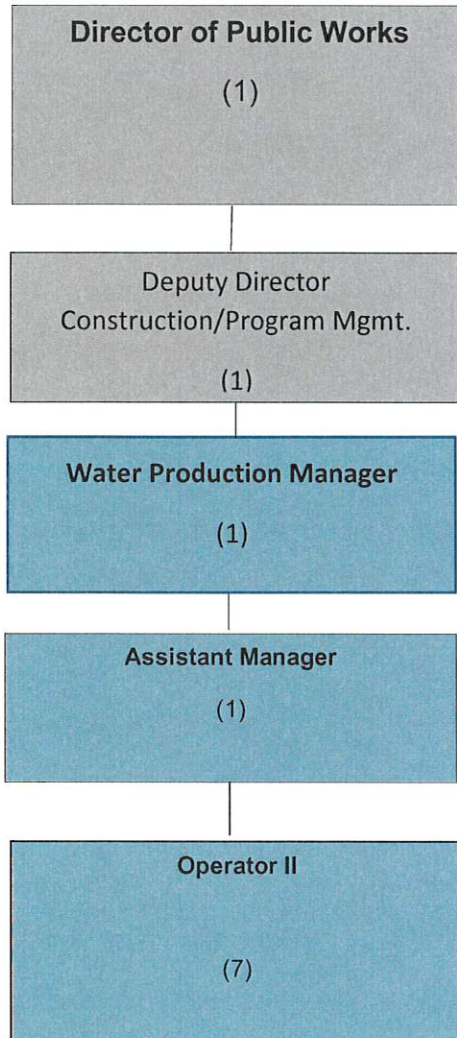 Director of Public Works
(1)
Deputy Director
Construction/Program Mgmt.
(1)
Water Production Manager
(1)
Assistant Manager
(1)
Operator II
(7)